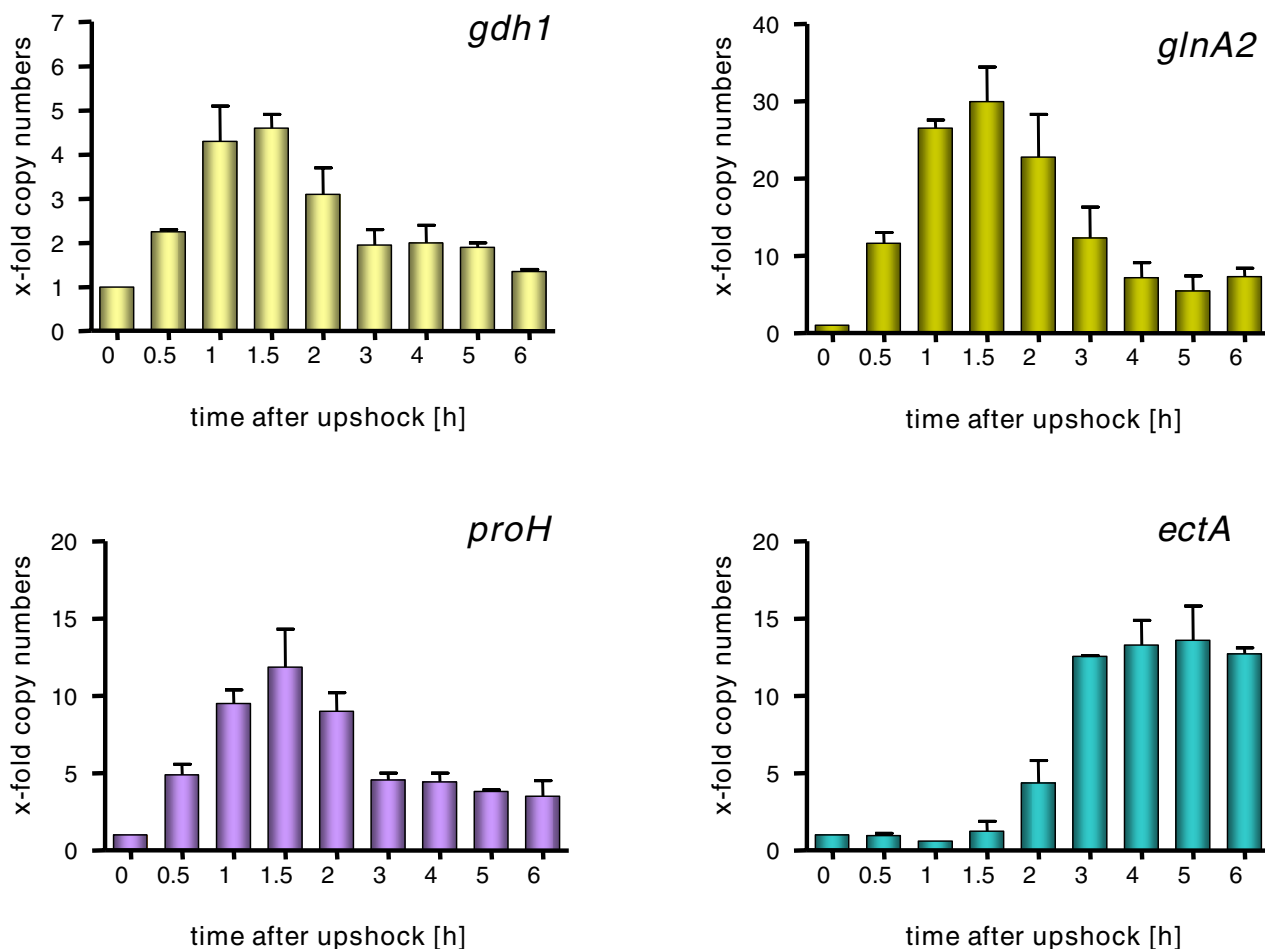 gdh1
x-fold copy numbers
7
6
5
4
3
2
1
0
0 0.5 1 1.5 2 3 4 5 6
time after upshock [h]
glnA2
x-fold copy numbers
40
30
20
10
0
0 0.5 1 1.5 2 3 4 5 6
time after upshock [h]
proH
x-fold copy numbers
20
15
10
5
0
0 0.5 1 1.5 2 3 4 5 6
time after upshock [h]
ectA
x-fold copy numbers
20
15
10
5
0
0 0.5 1 1.5 2 3 4 5 6
time after upshock [h]